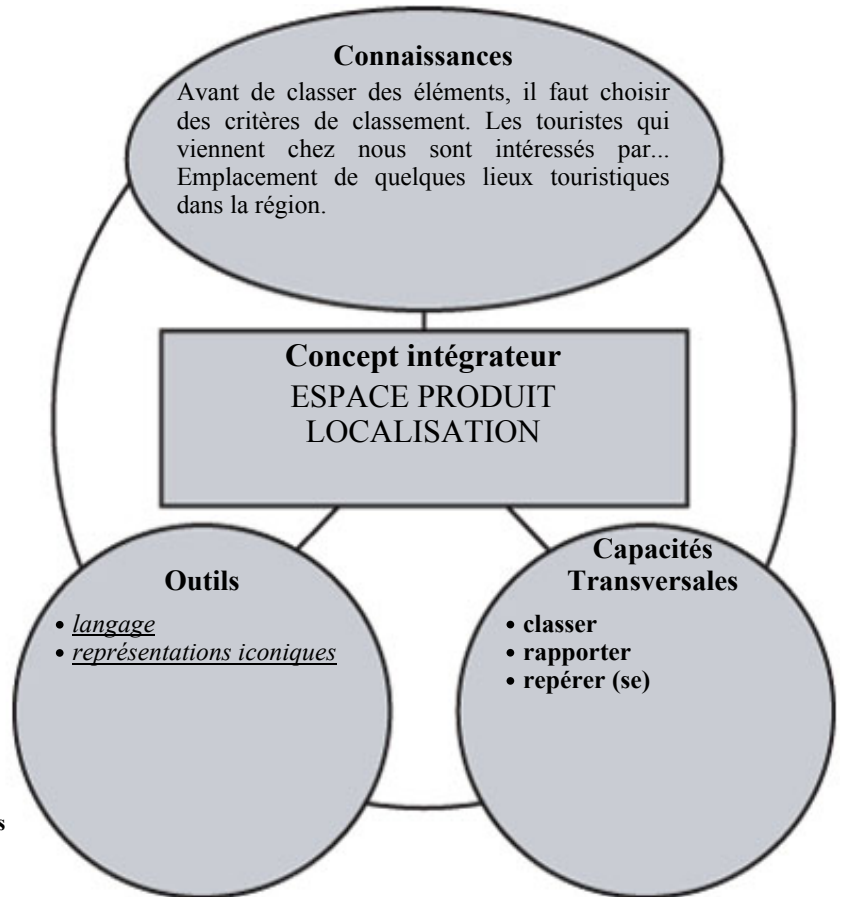 Connaissances
Avant de classer des éléments, il faut choisir
des critères de classement. Les touristes qui
viennent chez nous sont intéressés par...
Emplacement de quelques lieux touristiques
dans la région.
Concept intégrateur
ESPACE PRODUIT
LOCALISATION
Outils
• langage
• représentations iconiques
Capacités
Transversales
• classer
• rapporter
• repérer (se)
s